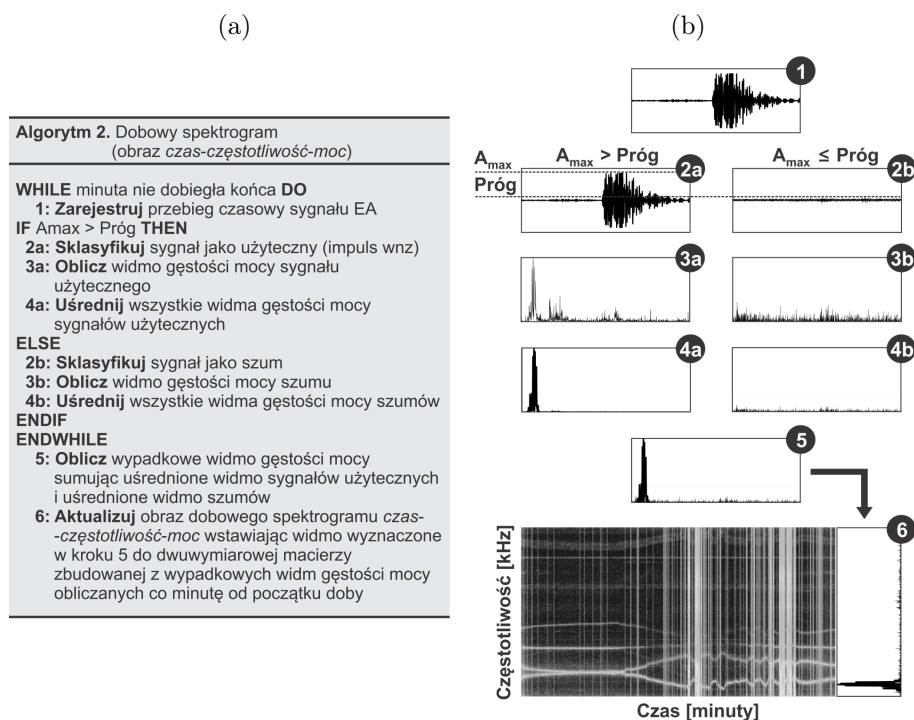 (a)
Algorytm 2. Dobowy spektrogram
(obraz czas-częstotliwość-moc)
WHILE minuta nie dobiegła końca DO
1: Zarejestruj przebieg czasowy sygnału EA
IF Amax > Próg THEN
2a: Sklasyfikuj sygnał jako użyteczny (impuls wnz)
3a: Oblicz widmo gęstości mocy sygnału
użytecznego
4a: Uśrednij wszystkie widma gęstości mocy
sygnałów użytecznych
ELSE
2b: Sklasyfikuj sygnał jako szum
3b: Oblicz widmo gęstości mocy szumu
4b: Uśrednij wszystkie widma gęstości mocy szumów
ENDIF
ENDWHILE
5: Oblicz wypadkowe widmo gęstości mocy
sumując uśrednione widmo sygnałów użytecznych
i uśrednione widmo szumów
6: Aktualizuj obraz dobowego spektrogramu czas-
-częstotliwość-moc wstawiając widmo wyznaczone
w kroku 5 do dwuwymiarowej macierzy
zbudowanej z wypadkowych widm gęstości mocy
obliczanych co minutę od początku doby
(b)
1
Amax
Amax > Próg
Amax ≤ Próg
Próg
2a
2b
3a
3b
4a
4b
5
6
Częstotliwość [kHz]
Czas [minuty]